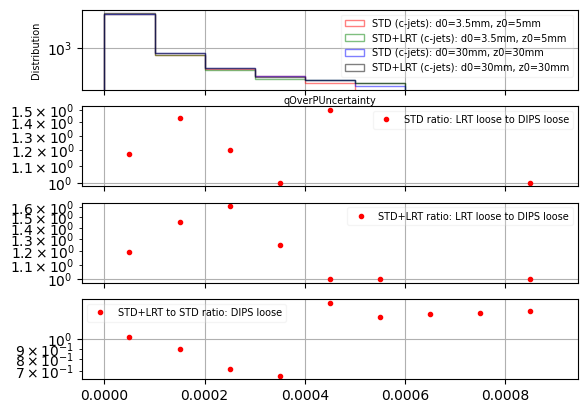 Distribution
10³
STD (c-jets): d0=3.5mm, z0=5mm
STD+LRT (c-jets): d0=3.5mm, z0=5mm
STD (c-jets): d0=30mm, z0=30mm
STD+LRT (c-jets): d0=30mm, z0=30mm
qOverPUncertainty
1.5 × 10⁰
1.4 × 10⁰
1.3 × 10⁰
1.2 × 10⁰
1.1 × 10⁰
10⁰
STD ratio: LRT loose to DIPS loose
1.6 × 10⁰
1.5 × 10⁰
1.4 × 10⁰
1.3 × 10⁰
1.2 × 10⁰
1.1 × 10⁰
10⁰
STD+LRT ratio: LRT loose to DIPS loose
STD+LRT to STD ratio: DIPS loose
10⁰
9 × 10⁻¹
8 × 10⁻¹
7 × 10⁻¹
0.0000 0.0002 0.0004 0.0006 0.0008